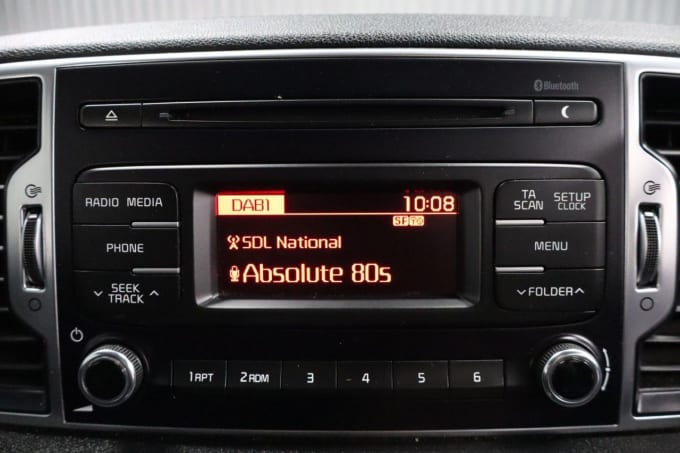 Bluetooth
RADIO MEDIA
PHONE
SEEK
TRACK
DAB1 10:08
SF TG
SDL National
Absolute 80s
TA
SCAN
SETUP
CLOCK
MENU
FOLDER
1 RPT 2 RDM 3 4 5 6